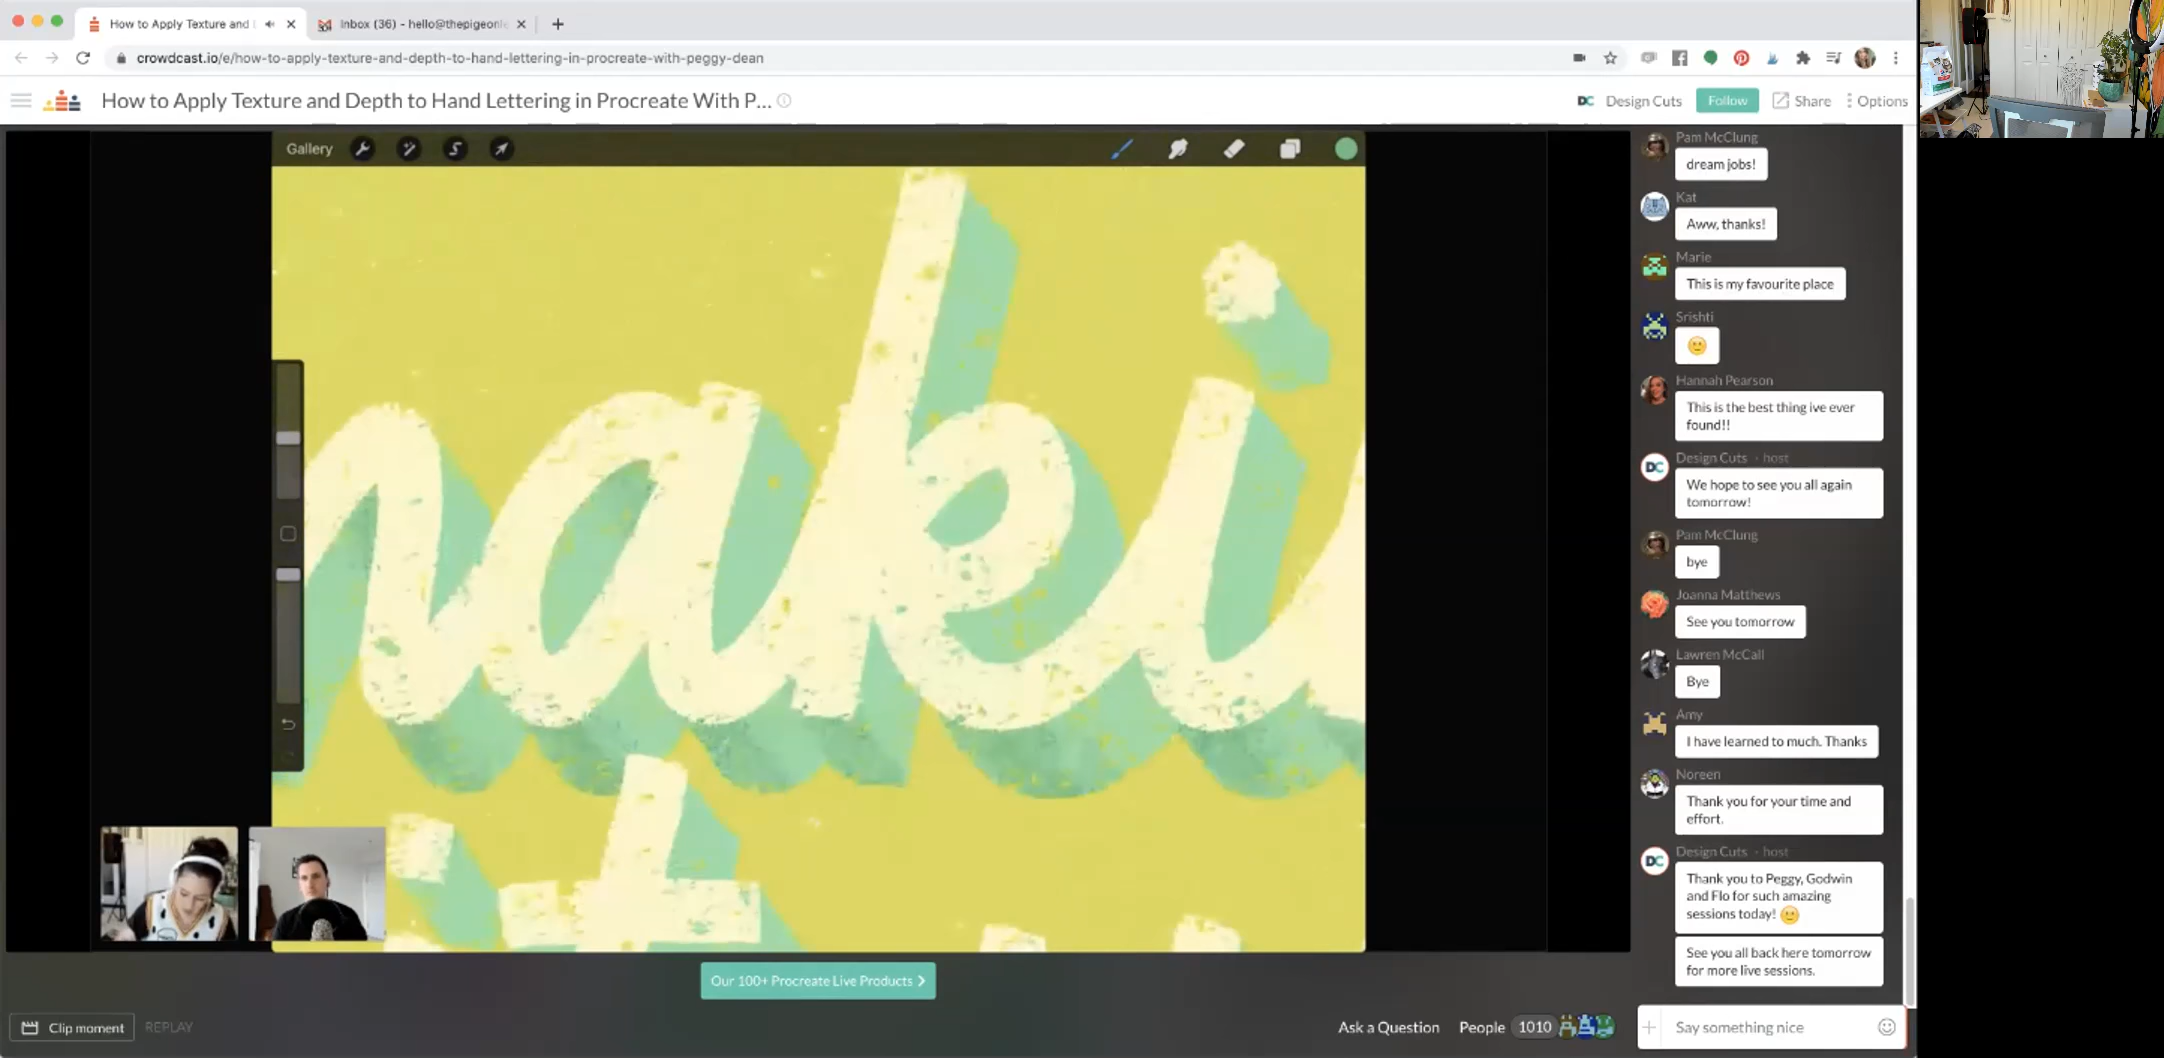 How to Apply Texture and
Inbox (36) - hello@thepigeonle
crowdcast.io/e/how-to-apply-texture-and-depth-to-hand-lettering-in-procreate-with-peggy-dean
How to Apply Texture and Depth to Hand Lettering in Procreate With P...
DC Design Cuts Follow Share Options
Gallery
naki
Pam McClung
dream jobs!
Kat
Aww, thanks!
Marie
This is my favourite place
Srishti
Hannah Pearson
This is the best thing ive ever
found!!
Design Cuts - host
DC
We hope to see you all again
tomorrow!
Pam McClung
bye
Joanna Matthews
See you tomorrow
Lawren McCall
Bye
Amy
I have learned to much. Thanks
Noreen
Thank you for your time and
effort.
Design Cuts - host
DC
Thank you to Peggy, Godwin
and Flo for such amazing
sessions today! 🙂
See you all back here tomorrow
for more live sessions.
Our 100+ Procreate Live Products
Clip moment REPLAY
Ask a Question People 1010
Say something nice